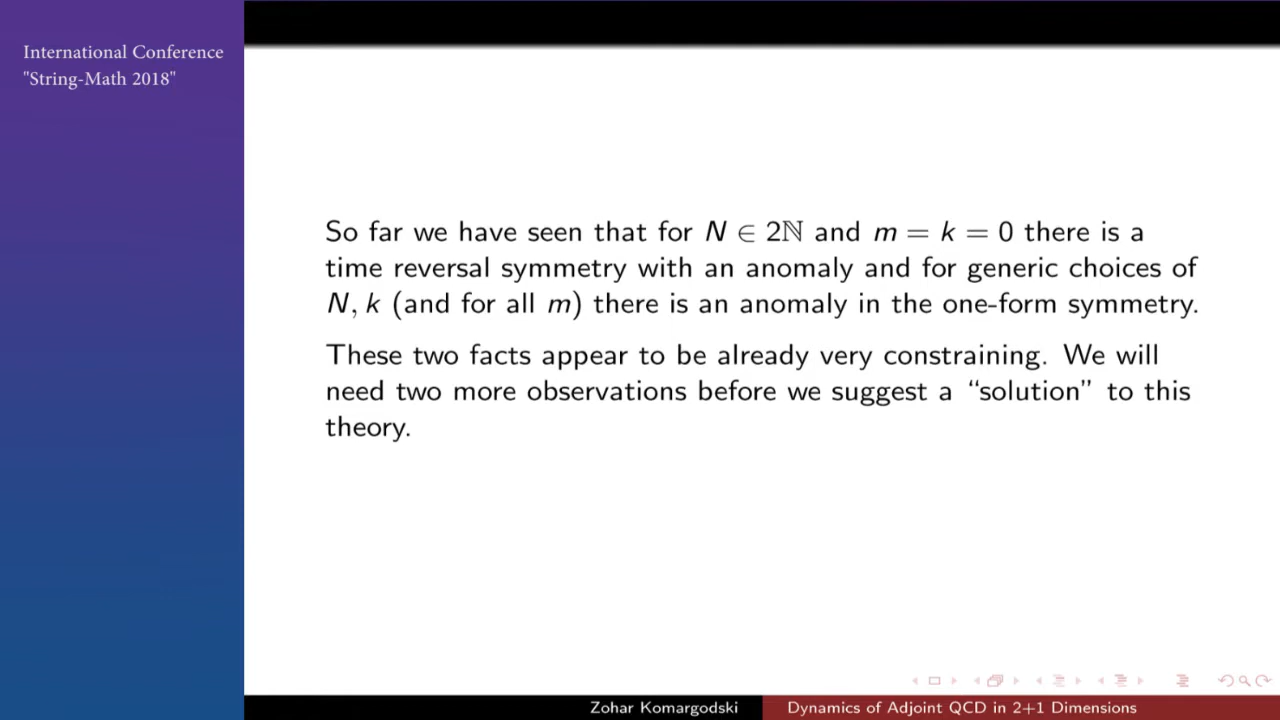 International Conference
"String-Math 2018"
So far we have seen that for N ∈ 2ℕ and m = k = 0 there is a
time reversal symmetry with an anomaly and for generic choices of
N, k (and for all m) there is an anomaly in the one-form symmetry.
These two facts appear to be already very constraining. We will
need two more observations before we suggest a “solution” to this
theory.
Zohar Komargodski
Dynamics of Adjoint QCD in 2+1 Dimensions